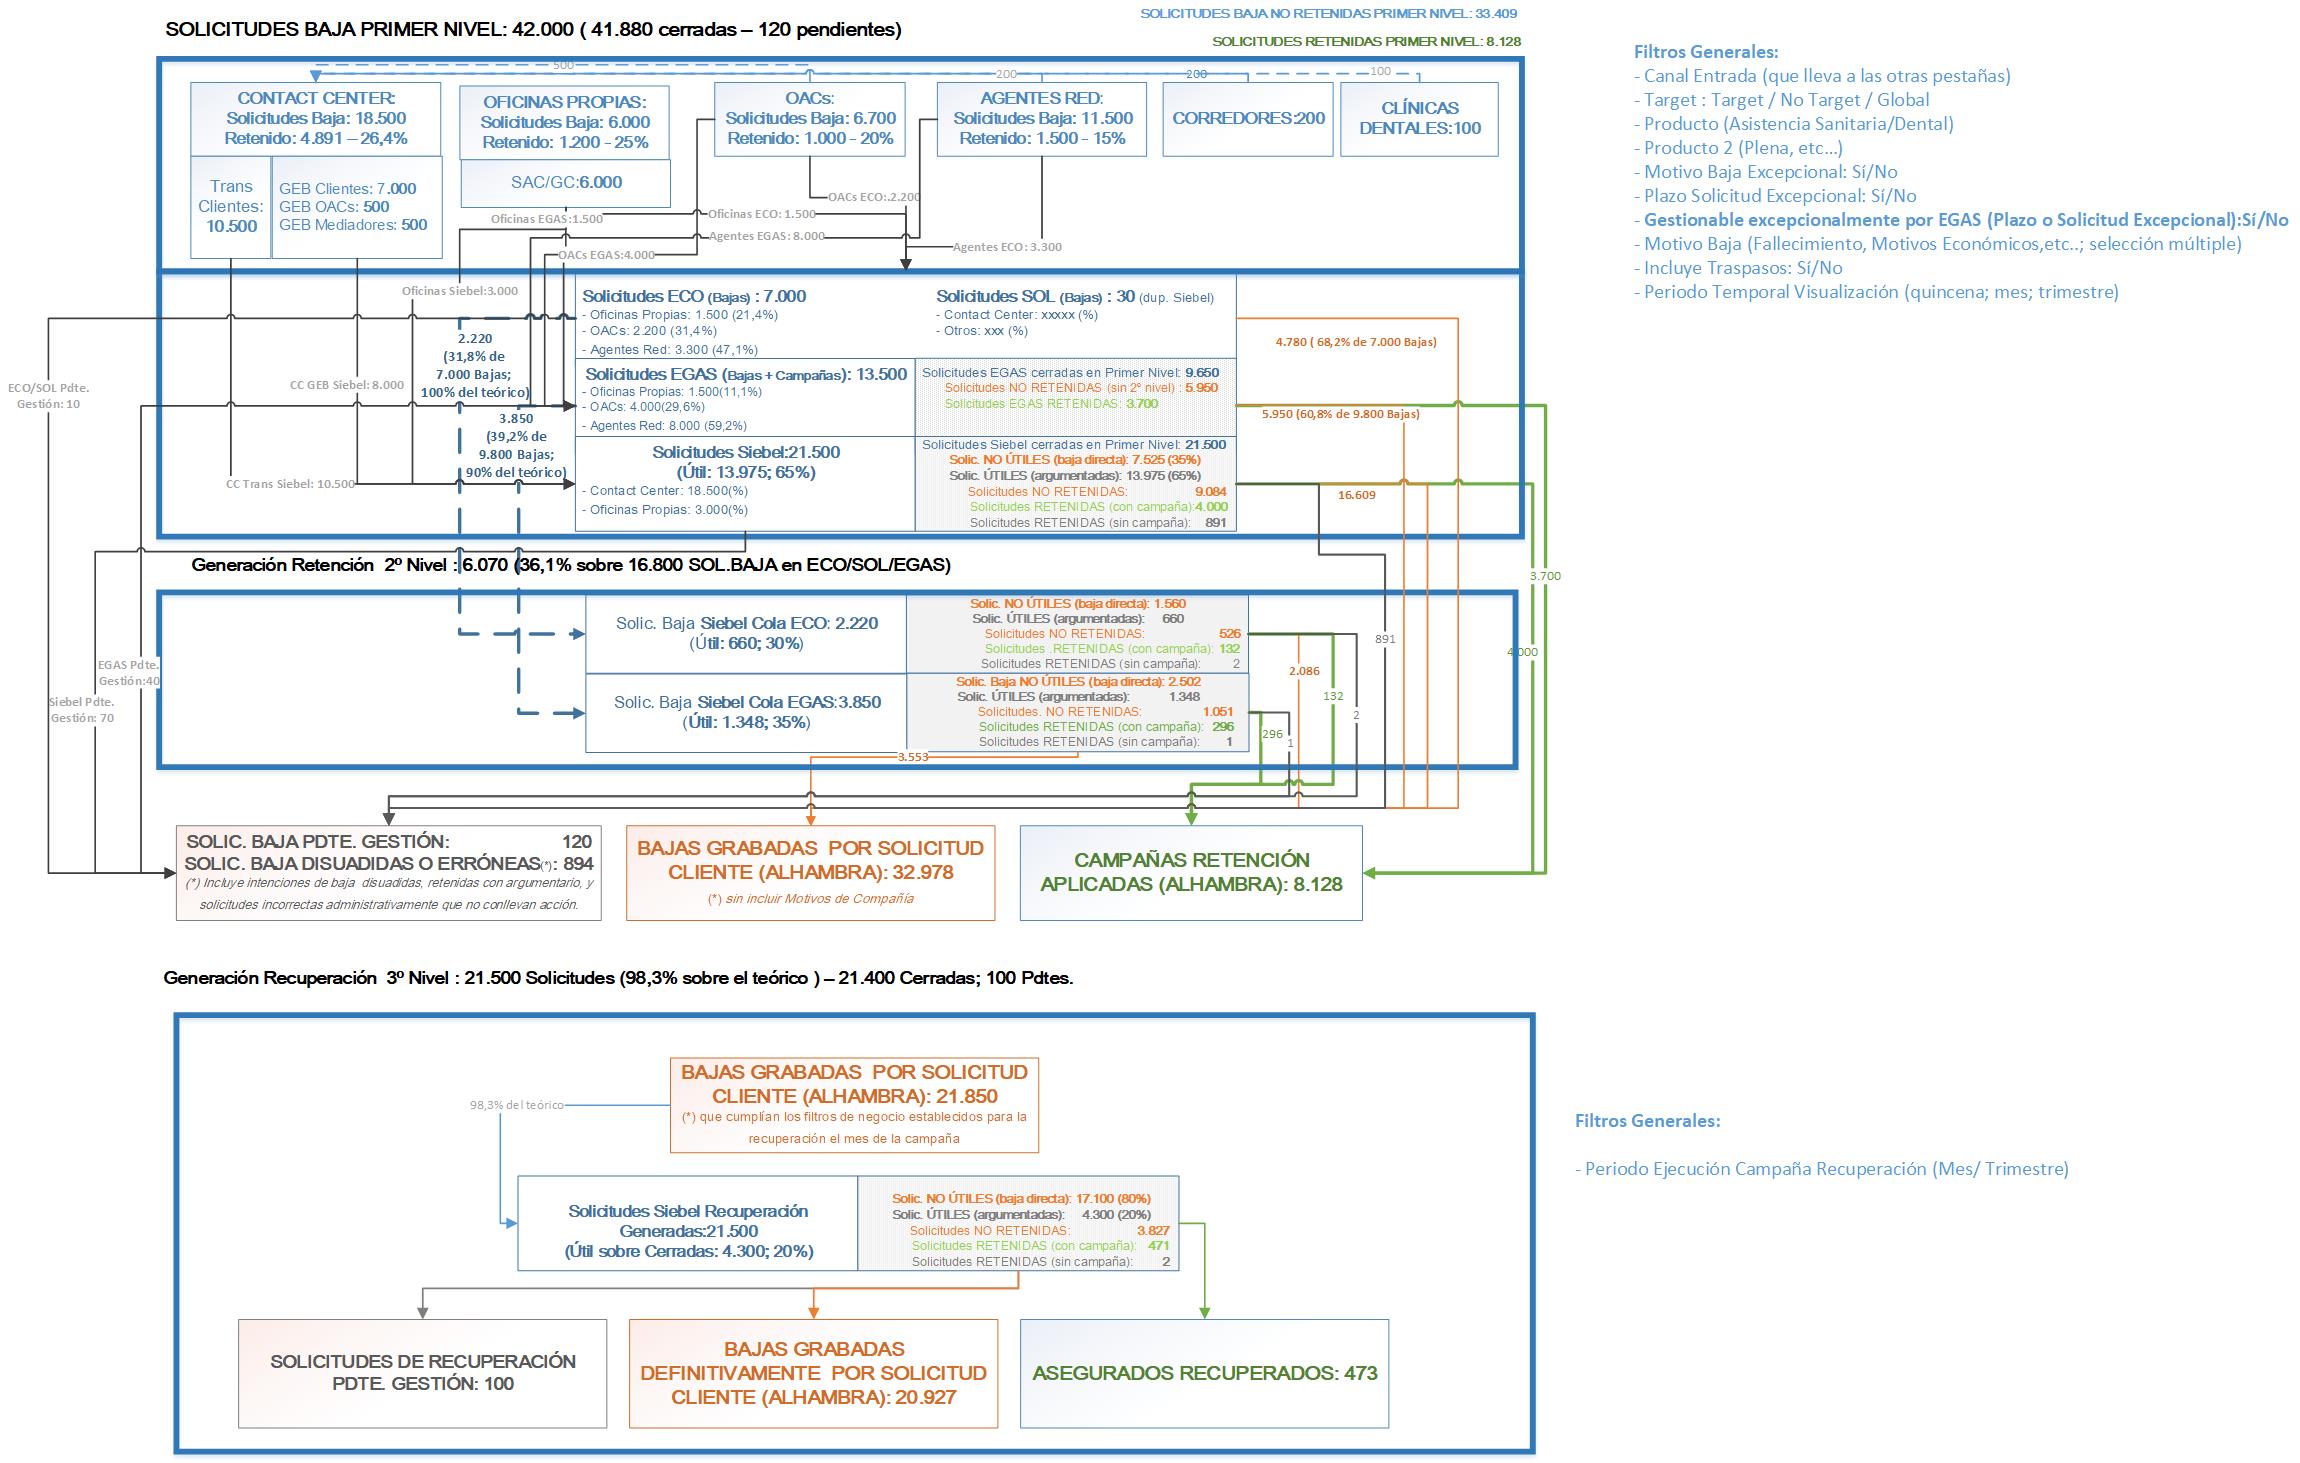 SOLICITUDES BAJA PRIMER NIVEL: 42.000 ( 41.880 cerradas – 120 pendientes)
SOLICITUDES BAJA NO RETENIDAS PRIMER NIVEL: 33.409
SOLICITUDES RETENIDAS PRIMER NIVEL: 8.128
500
200
200
100
CONTACT CENTER:
Solicitudes Baja: 18.500
Retenido: 4.891 – 26,4%
Trans
Clientes:
10.500
GEB Clientes: 7.000
GEB OACs: 500
GEB Mediadores: 500
OFICINAS PROPIAS:
Solicitudes Baja: 6.000
Retenido: 1.200 - 25%
SAC/GC:6.000
OACs:
Solicitudes Baja: 6.700
Retenido: 1.000 - 20%
AGENTES RED:
Solicitudes Baja: 11.500
Retenido: 1.500 - 15%
CORREDORES:200
CLÍNICAS
DENTALES:100
OACs ECO:.2.200
Oficinas EGAS:1.500
Oficinas ECO: 1.500
Agentes EGAS: 8.000
Agentes ECO: 3.300
OACs EGAS:4.000
Oficinas Siebel:3.000
Filtros Generales:
- Canal Entrada (que lleva a las otras pestañas)
- Target : Target / No Target / Global
- Producto (Asistencia Sanitaria/Dental)
- Producto 2 (Plena, etc...)
- Motivo Baja Excepcional: Sí/No
- Plazo Solicitud Excepcional: Sí/No
- Gestionable excepcionalmente por EGAS (Plazo o Solicitud Excepcional):Sí/No
- Motivo Baja (Fallecimiento, Motivos Económicos,etc..; selección múltiple)
- Incluye Traspasos: Sí/No
- Periodo Temporal Visualización (quincena; mes; trimestre)
Solicitudes ECO (Bajas) : 7.000
- Oficinas Propias: 1.500 (21,4%)
- OACs: 2.200 (31,4%)
- Agentes Red: 3.300 (47,1%)
Solicitudes SOL (Bajas) : 30 (dup. Siebel)
- Contact Center: xxxxx (%)
- Otros: xxx (%)
2.220
(31,8% de
7.000 Bajas;
100% del teórico)
4.780 ( 68,2% de 7.000 Bajas)
ECO/SOL Pdte.
Gestión: 10
CC GEB Siebel: 8.000
Solicitudes EGAS (Bajas + Campañas): 13.500
- Oficinas Propias: 1.500(11,1%)
- OACs: 4.000(29,6%)
- Agentes Red: 8.000 (59,2%)
Solicitudes EGAS cerradas en Primer Nivel: 9.650
Solicitudes NO RETENIDAS (sin 2º nivel) : 5.950
Solicitudes EGAS RETENIDAS: 3.700
5.950 (60,8% de 9.800 Bajas)
3.850
(39,2% de
9.800 Bajas;
90% del teórico)
CC Trans Siebel: 10.500
Solicitudes Siebel:21.500
(Útil: 13.975; 65%)
- Contact Center: 18.500(%)
- Oficinas Propias: 3.000(%)
Solicitudes Siebel cerradas en Primer Nivel: 21.500
Solic. NO ÚTILES (baja directa): 7.525 (35%)
Solic. ÚTILES (argumentadas): 13.975 (65%)
Solicitudes NO RETENIDAS: 9.084
Solicitudes RETENIDAS (con campaña):4.000
Solicitudes RETENIDAS (sin campaña): 891
16.609
3.700
4.000
891
Generación Retención 2º Nivel : 6.070 (36,1% sobre 16.800 SOL.BAJA en ECO/SOL/EGAS)
Solic. Baja Siebel Cola ECO: 2.220
(Útil: 660; 30%)
Solic. NO ÚTILES (baja directa): 1.560
Solic. ÚTILES (argumentadas): 660
Solicitudes NO RETENIDAS: 526
Solicitudes .RETENIDAS (con campaña): 132
Solicitudes RETENIDAS (sin campaña): 2
Solic. Baja Siebel Cola EGAS:3.850
(Útil: 1.348; 35%)
Solic. Baja NO ÚTILES (baja directa): 2.502
Solic. ÚTILES (argumentadas): 1.348
Solicitudes. NO RETENIDAS: 1.051
Solicitudes RETENIDAS (con campaña): 296
Solicitudes RETENIDAS (sin campaña): 1
2.086
132
2
296
1
3.553
EGAS Pdte.
Gestión:40
Siebel Pdte.
Gestión: 70
SOLIC. BAJA PDTE. GESTIÓN: 120
SOLIC. BAJA DISUADIDAS O ERRÓNEAS(*): 894
(*) Incluye intenciones de baja disuadidas, retenidas con argumentario, y
solicitudes incorrectas administrativamente que no conllevan acción.
BAJAS GRABADAS POR SOLICITUD
CLIENTE (ALHAMBRA): 32.978
(*) sin incluir Motivos de Compañía
CAMPAÑAS RETENCIÓN
APLICADAS (ALHAMBRA): 8.128
Generación Recuperación 3º Nivel : 21.500 Solicitudes (98,3% sobre el teórico ) – 21.400 Cerradas; 100 Pdtes.
BAJAS GRABADAS POR SOLICITUD
CLIENTE (ALHAMBRA): 21.850
(*) que cumplían los filtros de negocio establecidos para la
recuperación el mes de la campaña
98,3% del teórico
Filtros Generales:
- Periodo Ejecución Campaña Recuperación (Mes/ Trimestre)
Solicitudes Siebel Recuperación
Generadas:21.500
(Útil sobre Cerradas: 4.300; 20%)
Solic. NO ÚTILES (baja directa): 17.100 (80%)
Solic. ÚTILES (argumentadas): 4.300 (20%)
Solicitudes NO RETENIDAS: 3.827
Solicitudes RETENIDAS (con campaña): 471
Solicitudes RETENIDAS (sin campaña): 2
SOLICITUDES DE RECUPERACIÓN
PDTE. GESTIÓN: 100
BAJAS GRABADAS
DEFINITIVAMENTE POR SOLICITUD
CLIENTE (ALHAMBRA): 20.927
ASEGURADOS RECUPERADOS: 473